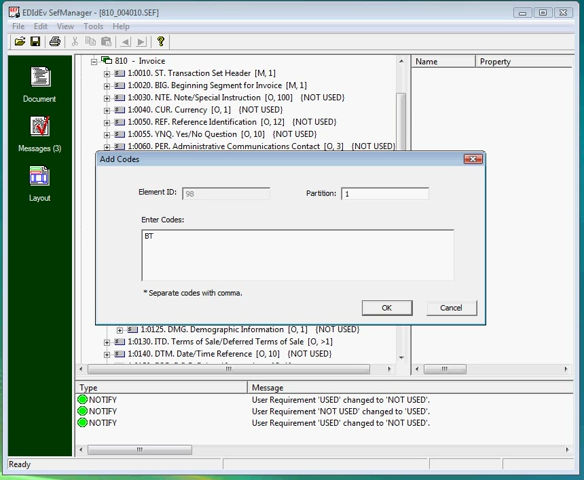 EDIdEv SefManager - [810_004010.SEF]
File Edit View Tools Help
Document
Messages (3)
Layout
810 - Invoice
1:0010. ST. Transaction Set Header [M, 1]
1:0020. BIG. Beginning Segment for Invoice [M, 1]
1:0030. NTE. Note/Special Instruction [O, 100] {NOT USED}
1:0040. CUR. Currency [O, 1] {NOT USED}
1:0050. REF. Reference Identification [O, 12] {NOT USED}
1:0055. YNQ. Yes/No Question [O, 10] {NOT USED}
1:0060. PER. Administrative Communications Contact [O, 3] {NOT USED}
Name Property
Add Codes
Element ID: 98 Partition: 1
Enter Codes:
BT
* Separate codes with comma.
OK Cancel
1:0125. DMG. Demographic Information [O, 1] {NOT USED}
1:0130. ITD. Terms of Sale/Deferred Terms of Sale [O, >1]
1:0140. DTM. Date/Time Reference [O, 10] {NOT USED}
Type Message
NOTIFY User Requirement 'USED' changed to 'NOT USED'.
NOTIFY User Requirement 'NOT USED' changed to 'USED'.
NOTIFY User Requirement 'USED' changed to 'NOT USED'.
Ready